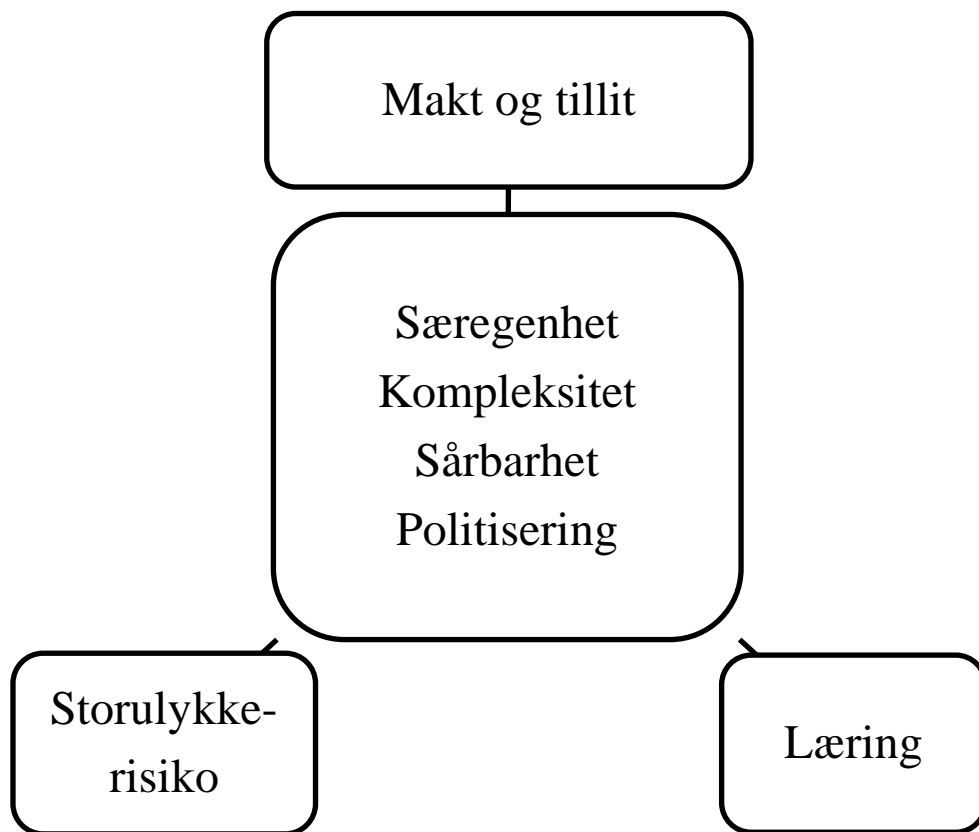 Makt og tillit
Særegenhet
Kompleksitet
Sårbarhet
Politisering
Storulykke-
risiko
Læring